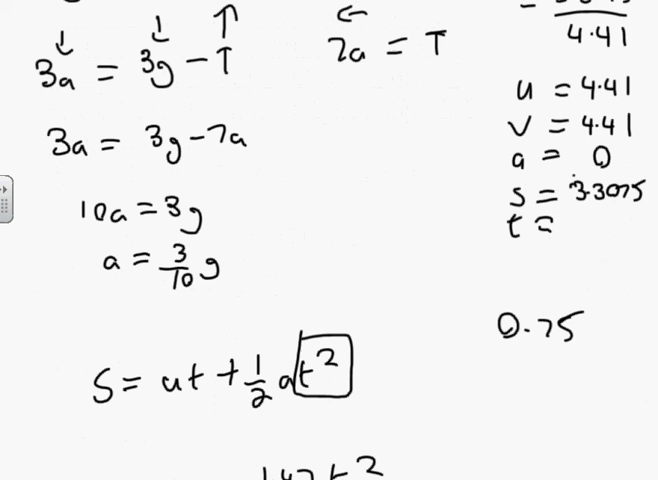 3a = 3g - T
7a = T
3a = 3g - 7a
10a = 3g
a = 3/10 g
S = ut + 1/2 at²
4.41
u = 4.41
v = 4.41
a = 0
s = 3.3075
t =
0.75